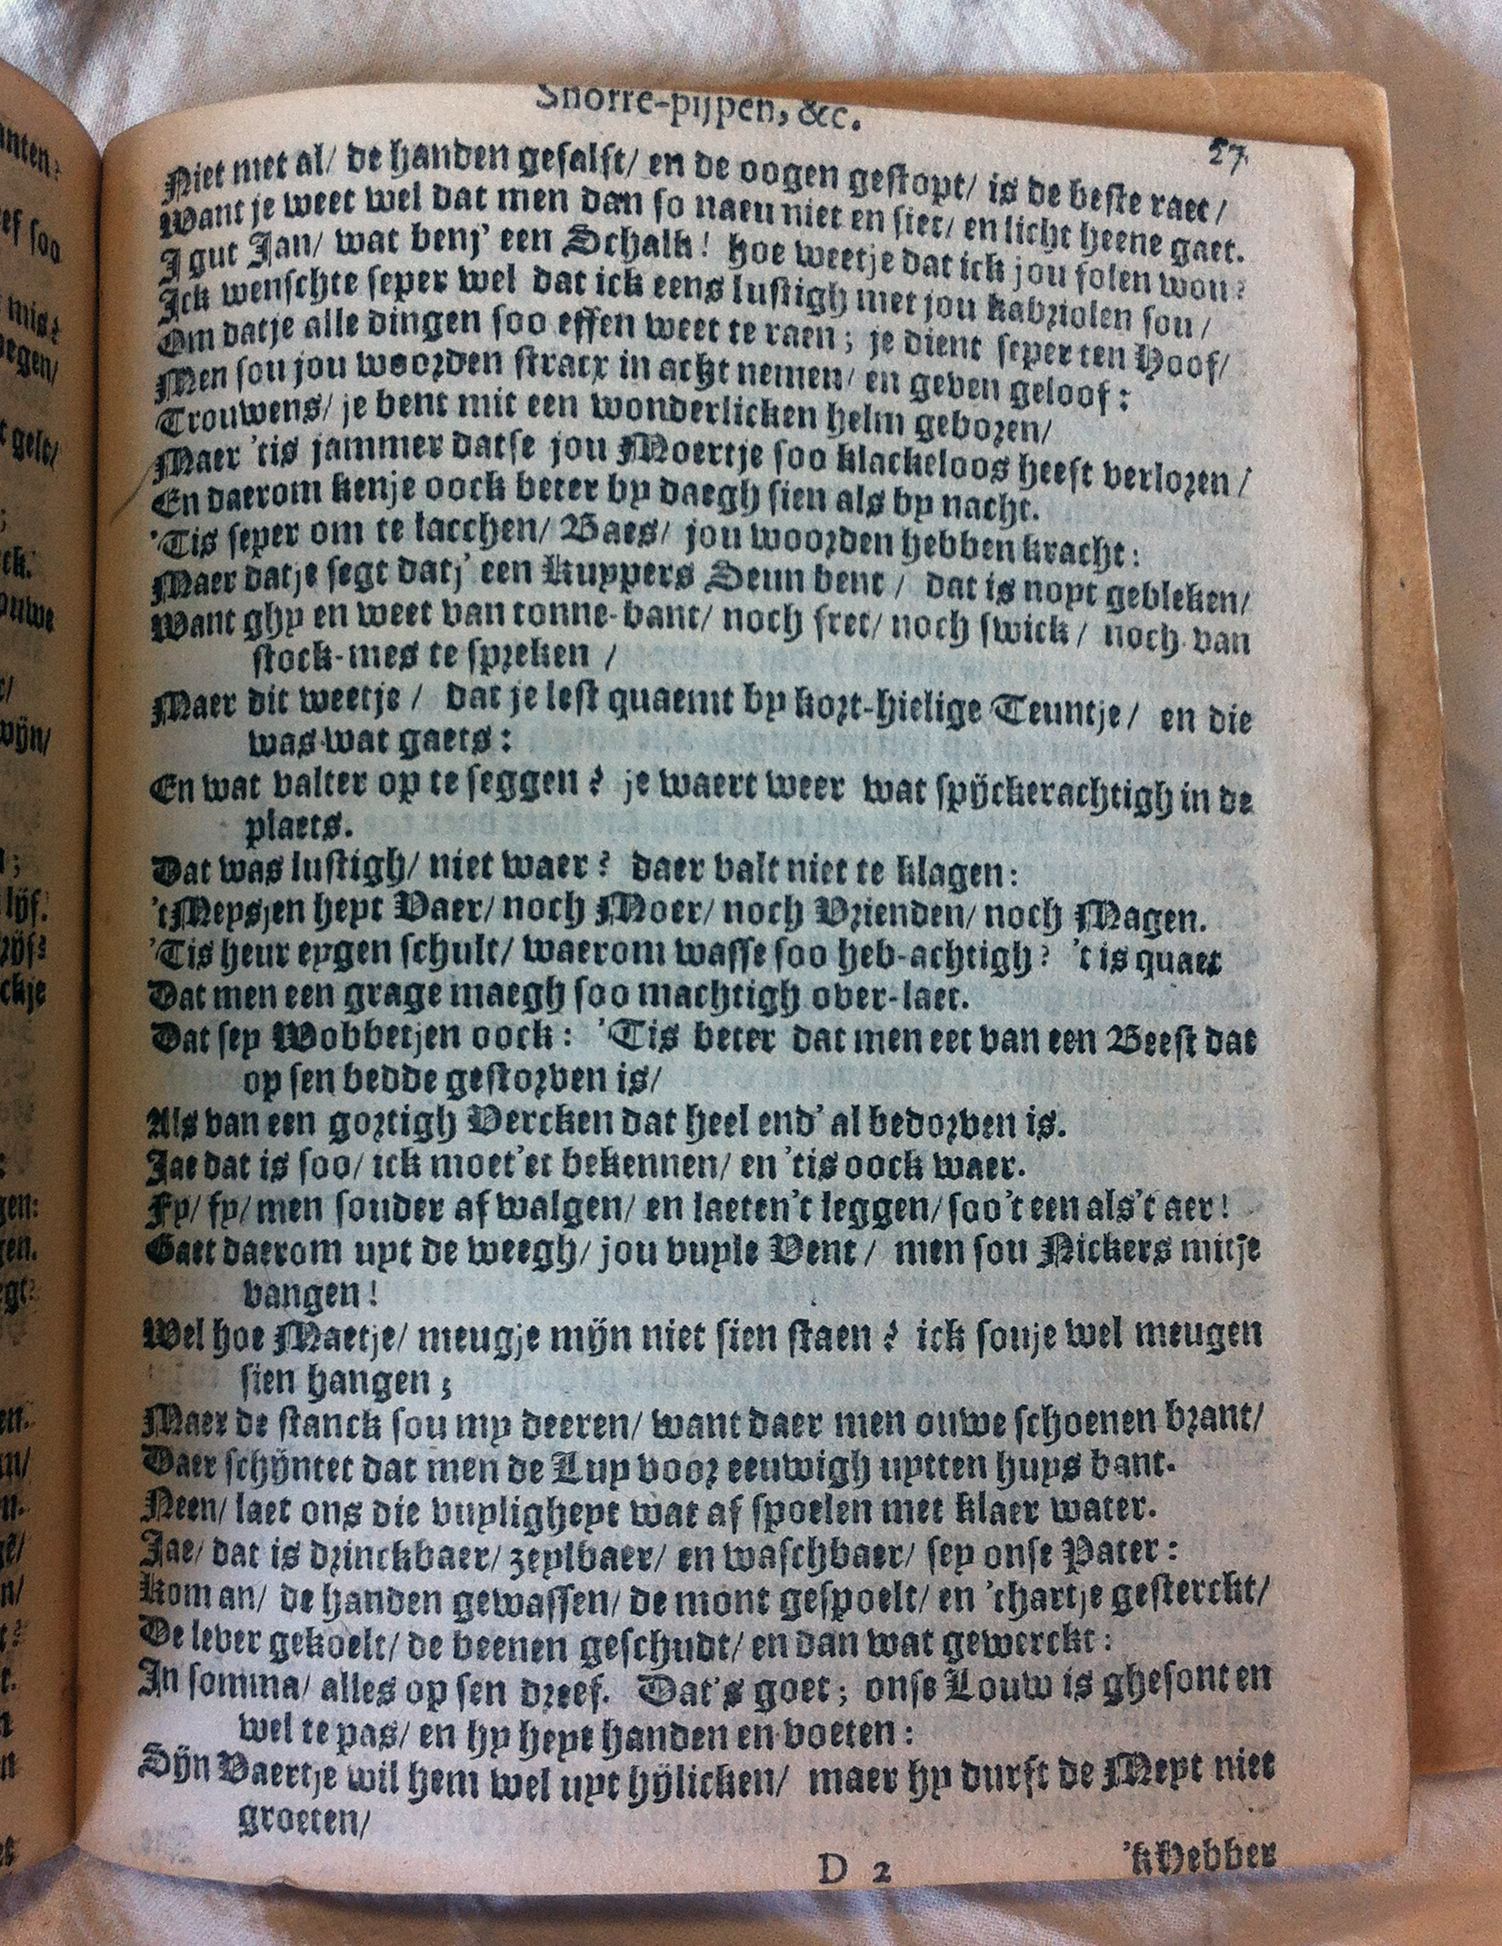 Snorre-pijpen, &c.
27.
Niet met al/ de handen gesalft/ en de oogen gestopt/ is de beste raet/
Want je weet wel dat men dan so naeu niet en siet/ en licht heene gaet.
I gut Jan/ wat benj' een Schalk! hoe weetje dat ick jou solen wou?
Ick wenschte seper wel dat ick eens lustigh met jou kabriolen sou/
Om datje alle dingen soo effen weet te raen; je dient seper ten Hoof/
Men sou jou woorden stracx in acht nemen/ en geven geloof:
Trouwens/ je bent mit een wonderlicken helm geboren/
Maer 'tis jammer datse jou Moertje soo klackeloos heeft verloren/
En daerom kenje oock beter by daegh sien als by nacht.
'Tis seper om te lacchen/ Baes/ jou woorden hebben kracht:
Maer datje segt datj' een Kuypers Seun bent/ dat is noyt gebleken/
Want ghy en weet van tonne-bant/ noch fret/ noch swick/ noch van
stock-mes te spreken/
Maer dit weetje/ dat je lest quaemt by kort-hielige Teuntje/ en die
was wat gaets:
En wat valter op te seggen? je waert weer wat spijckerachtigh in de
plaets.
Dat was lustigh/ niet waer? daer valt niet te klagen:
't Meysjen heyt Vaer/ noch Moer/ noch Vrienden/ noch Magen.
'Tis heur eygen schult/ waerom wasse soo heb-achtigh? 't is quaet
Dat men een grage maegh soo machtigh over-laet.
Dat sey Wobbetjen oock: 'Tis beter dat men eet van een Beest dat
op sen bedde gestorven is/
Als van een gortigh Vercken dat heel end' al bedorven is.
Jae dat is soo/ ick moet'et bekennen/ en 'tis oock waer.
Fy/ fy/ men souder af walgen/ en laeten't leggen/ soo't een als't aer!
Gaet daerom uyt de weegh/ jou vuyle Vent/ men sou Nickers mitje
vangen!
Wel hoe Maetje/ meugje mijn niet sien staen? ick souje wel meugen
sien hangen;
Maer de stanck sou my deeren/ want daer men ouwe schoenen brant/
Daer schijntet dat men de Luy voor eeuwigh uytten huys bant.
Neen/ laet ons die vuyligheyt wat af spoelen met klaer water.
Jae/ dat is drinckbaer/ zeylbaer/ en waschbaer/ sey onse Pater:
Kom an/ de handen gewassen/ de mont gespoelt/ en 'thartje gesterckt/
De lever gekoelt/ de beenen geschudt/ en dan wat gewerckt:
In somma/ alles op sen dreef. Dat's goet; onse Louw is ghesont en
wel te pas/ en hy heyt handen en voeten:
Sijn Vaertje wil hem wel uyt hijlicken/ maer hy durft de Meyt niet
groeten/
D 2
'k Hebber